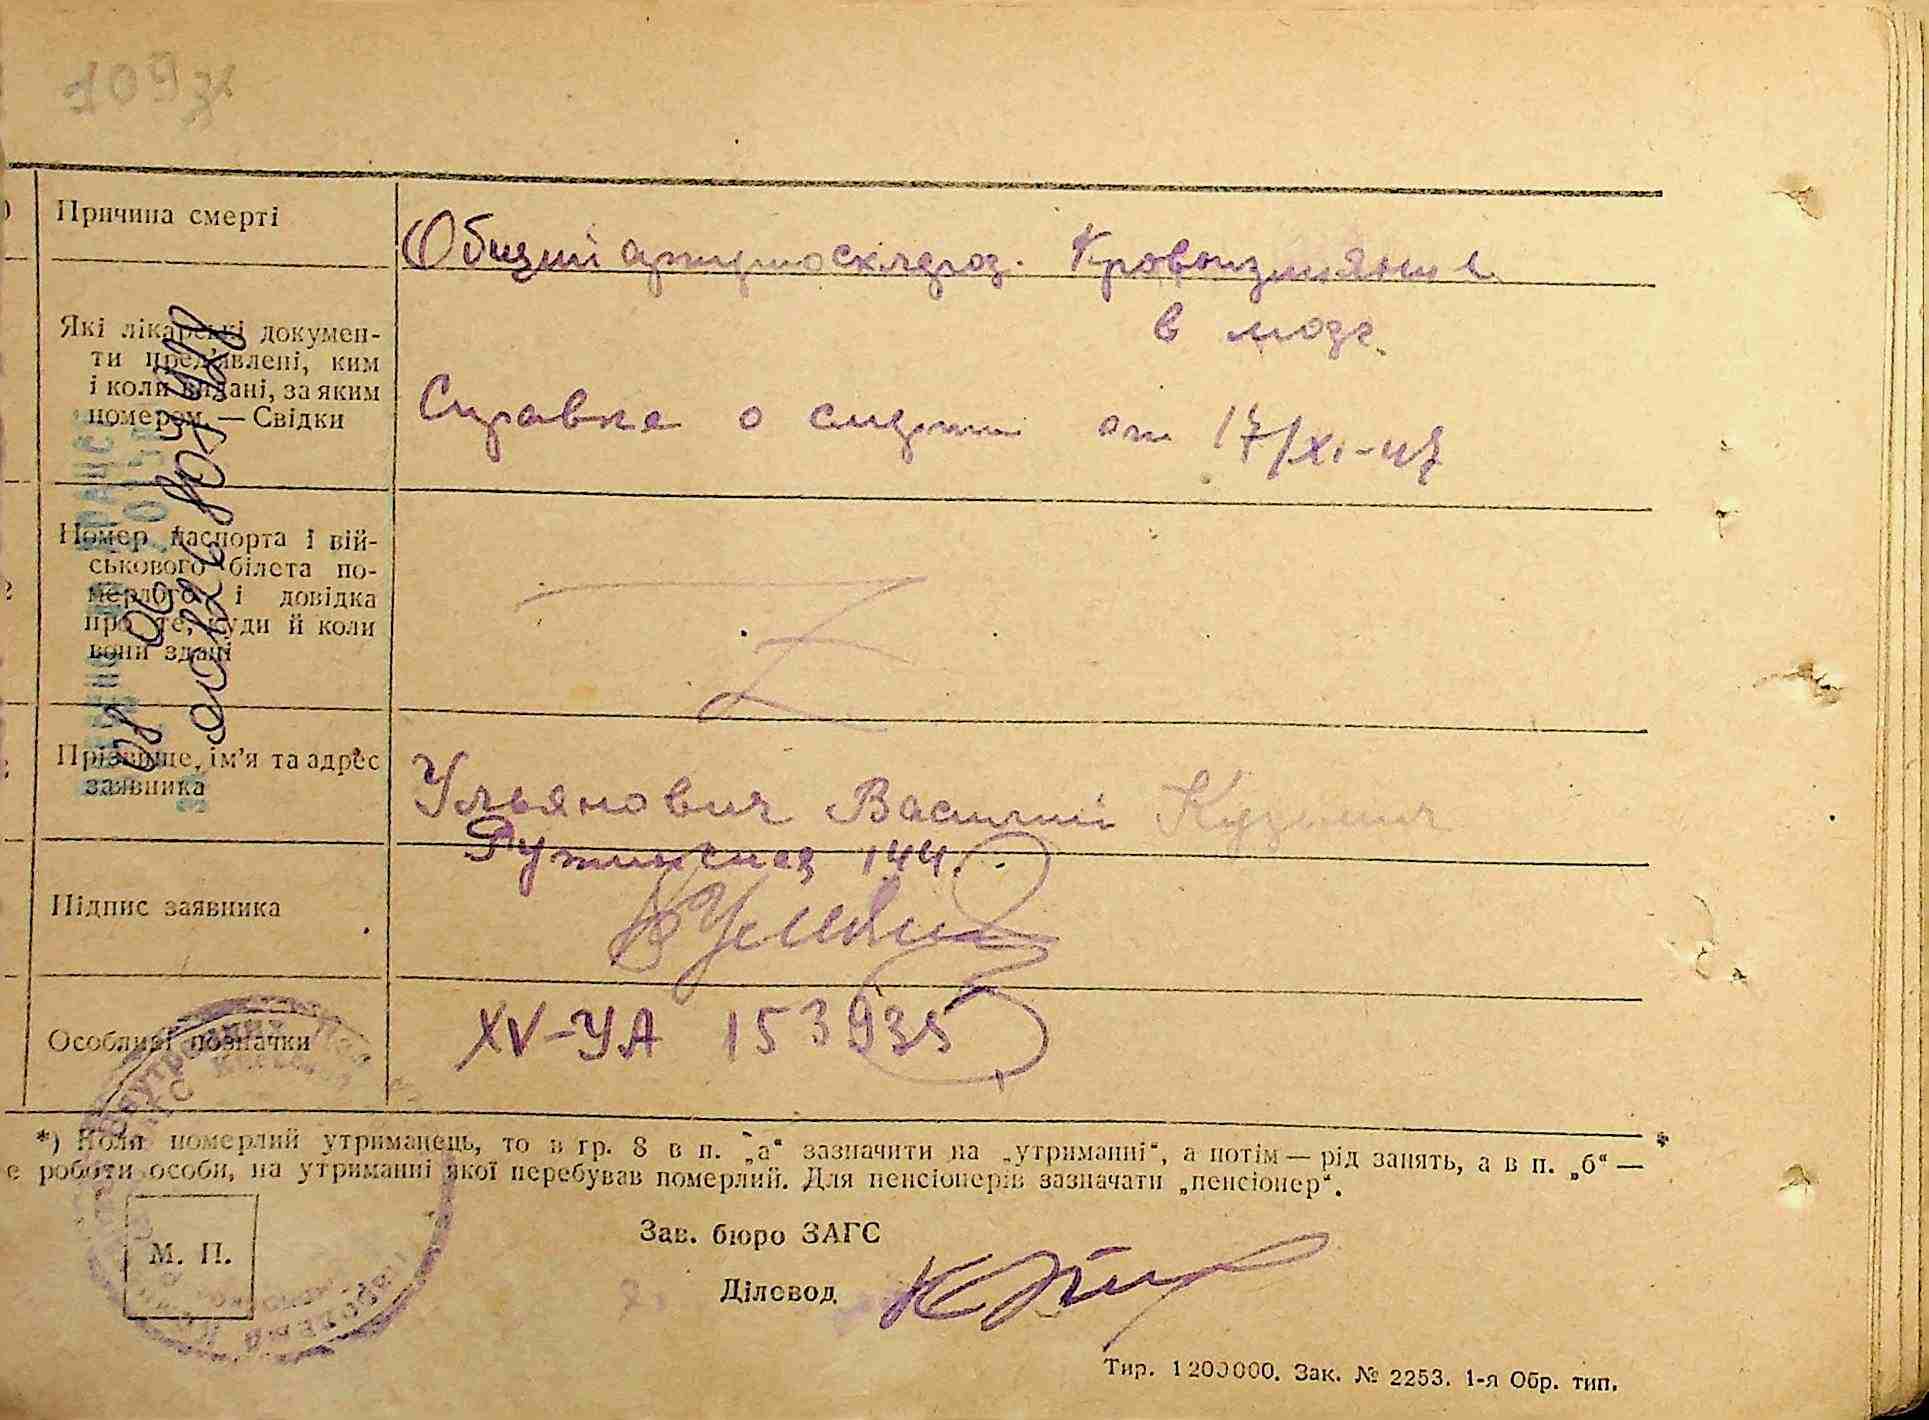 109
Причина смерті
Общий артериосклероз. Кровоизлияние
в мозг
Які лікарські докумен-
ти пред'явлені, ким
і коли видані, за яким
номером. — Свідки
Справка о смерти от 17/XI-47
Номер паспорта і вій-
ськового білета по-
мерлого і довідка
про те, куди й коли
вони здані
Z
Прізвище, ім'я та адрес
заявника
Ульянович Василий Кузьмич
144.
Підпис заявника
Особливі позначки
XV-УА 153935
*) Коли померлий утриманець, то в гр. 8 в п. „а“ зазначити на „утриманні“, а потім — рід занять, а в п. „б“ —
е роботи особи, на утриманні якої перебував померлий. Для пенсіонерів зазначати „пенсіонер“.
М. П.
Зав. бюро ЗАГС
Діловод
Тир. 1200000. Зак. № 2253. 1-я Обр. тип.